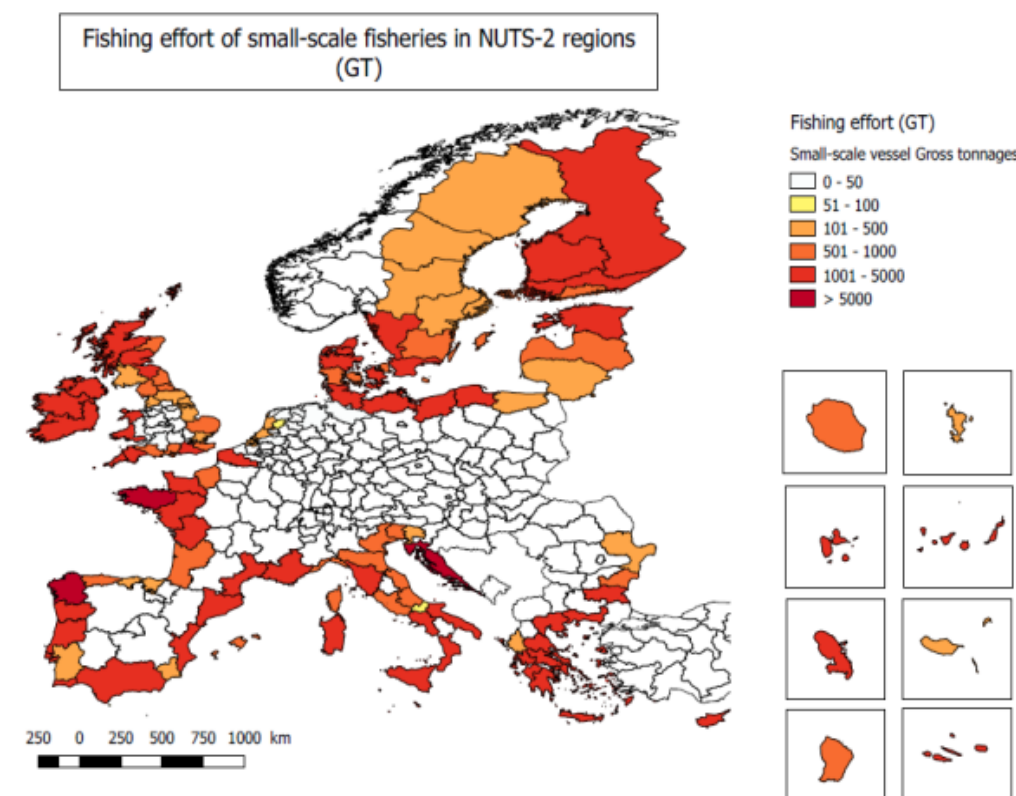 Fishing effort of small-scale fisheries in NUTS-2 regions
(GT)
Fishing effort (GT)
Small-scale vessel Gross tonnages
0 - 50
51 - 100
101 - 500
501 - 1000
1001 - 5000
> 5000
250 0 250 500 750 1000 km